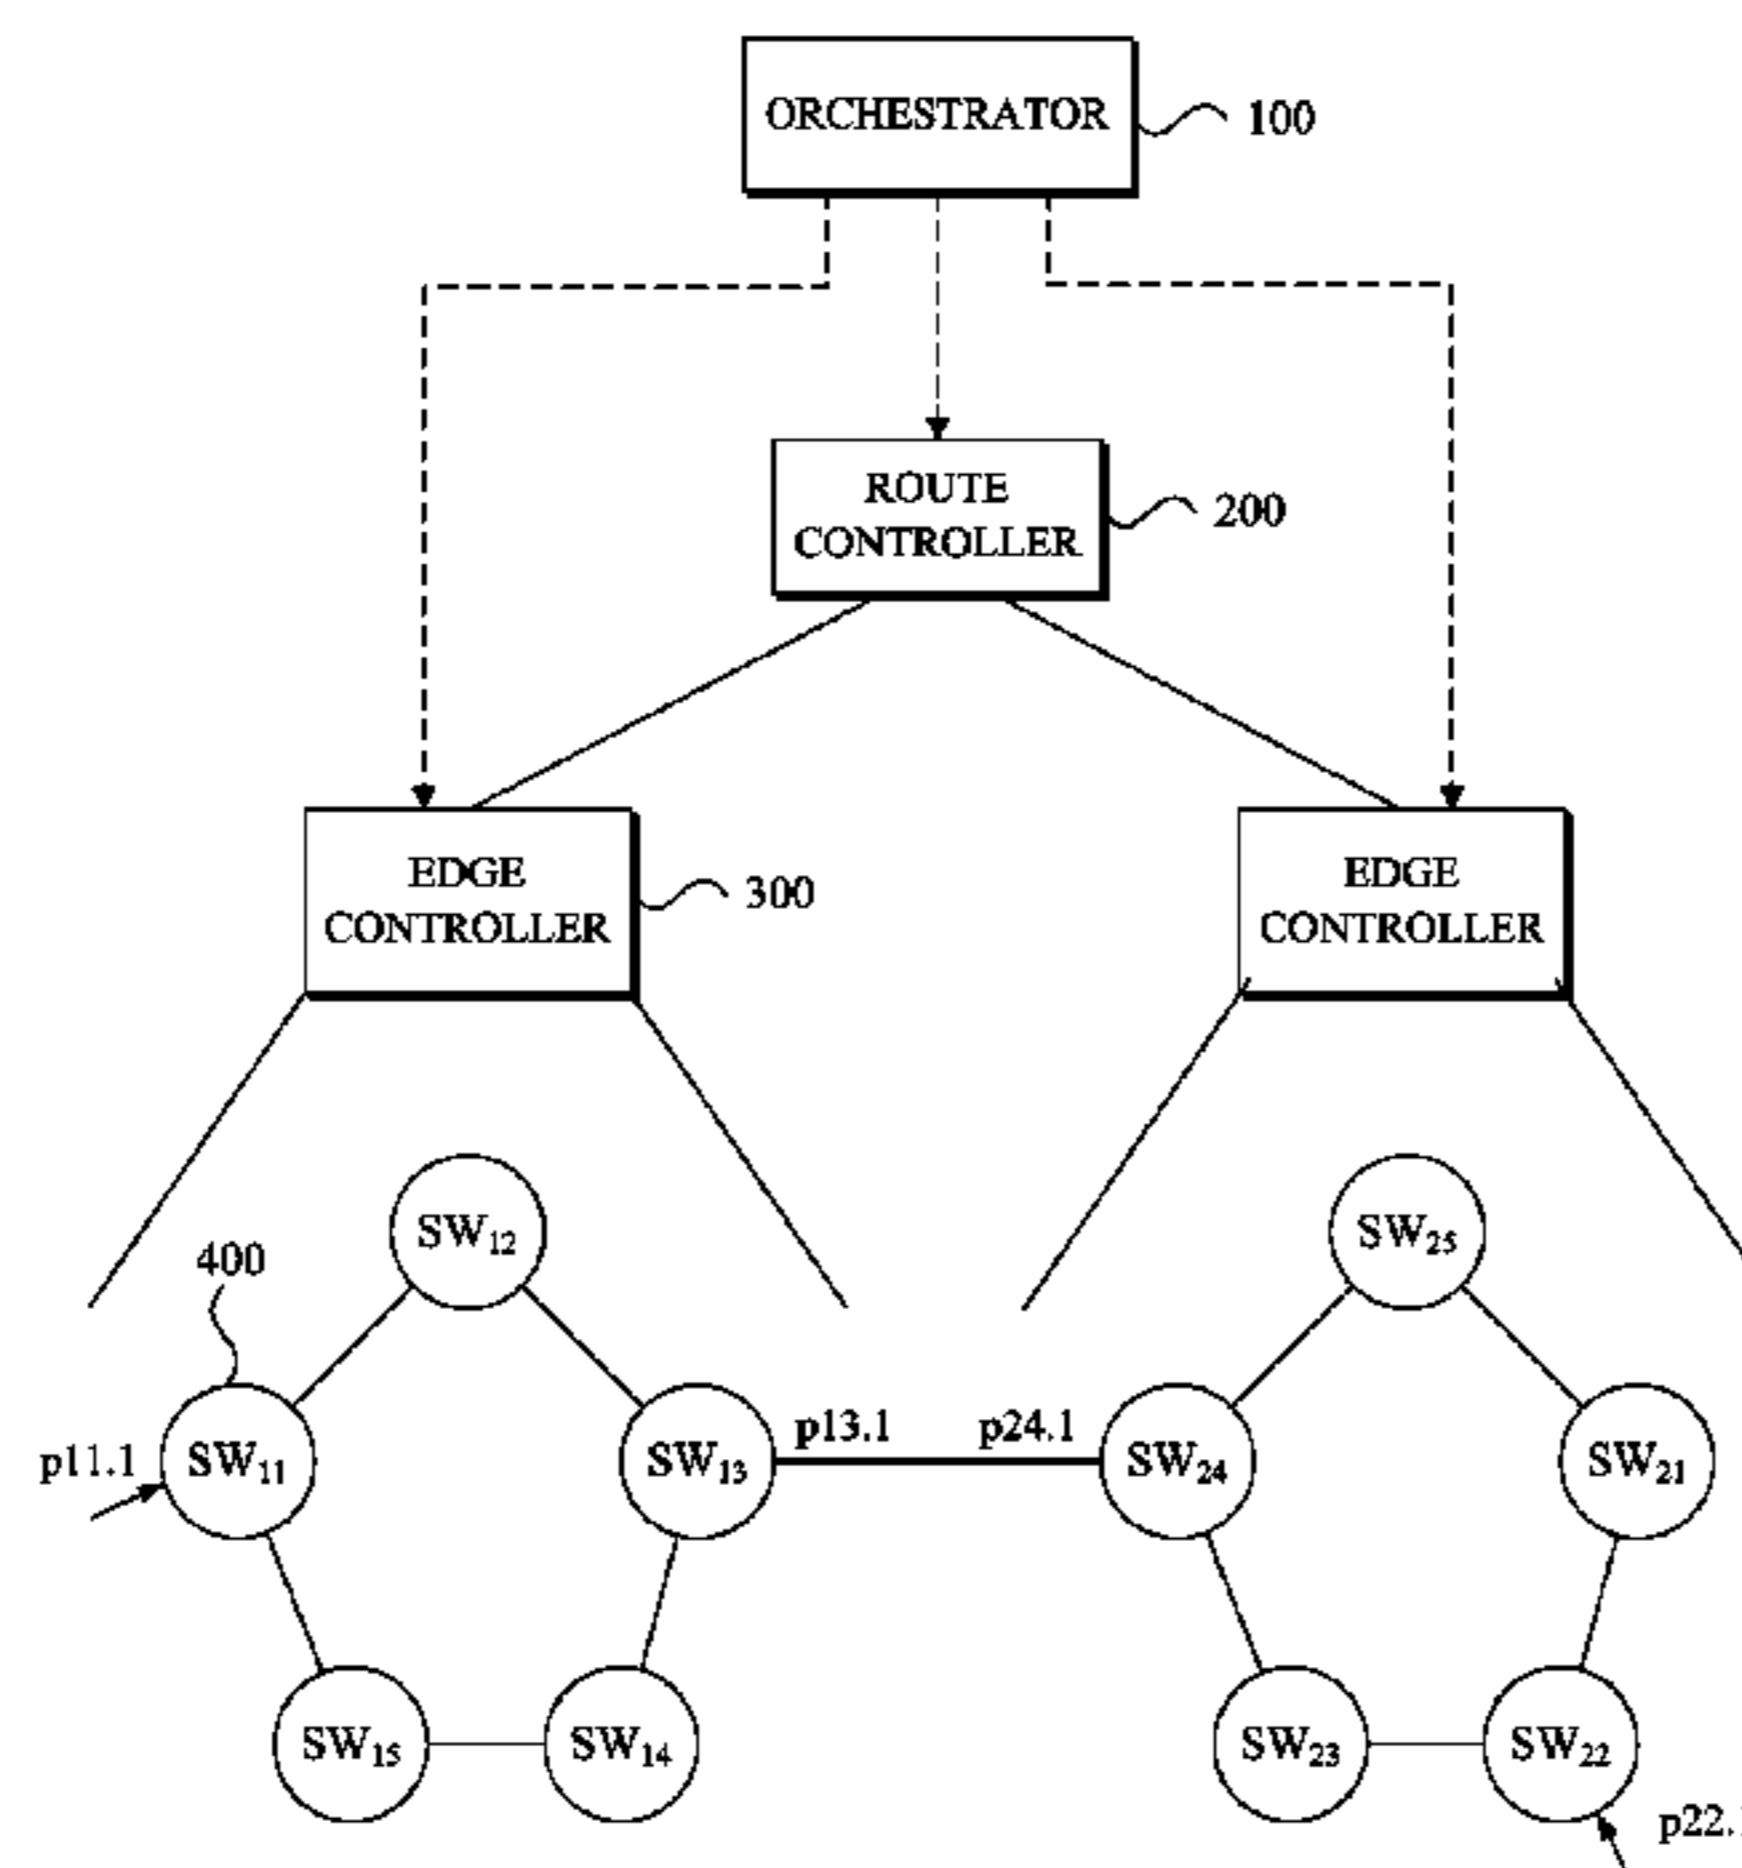 ORCHESTRATOR
100
ROUTE
CONTROLLER
200
EDGE
CONTROLLER
300
EDGE
CONTROLLER
SW12
SW25
400
p11.1
SW11
SW13
p13.1
p24.1
SW24
SW21
SW15
SW14
SW23
SW22